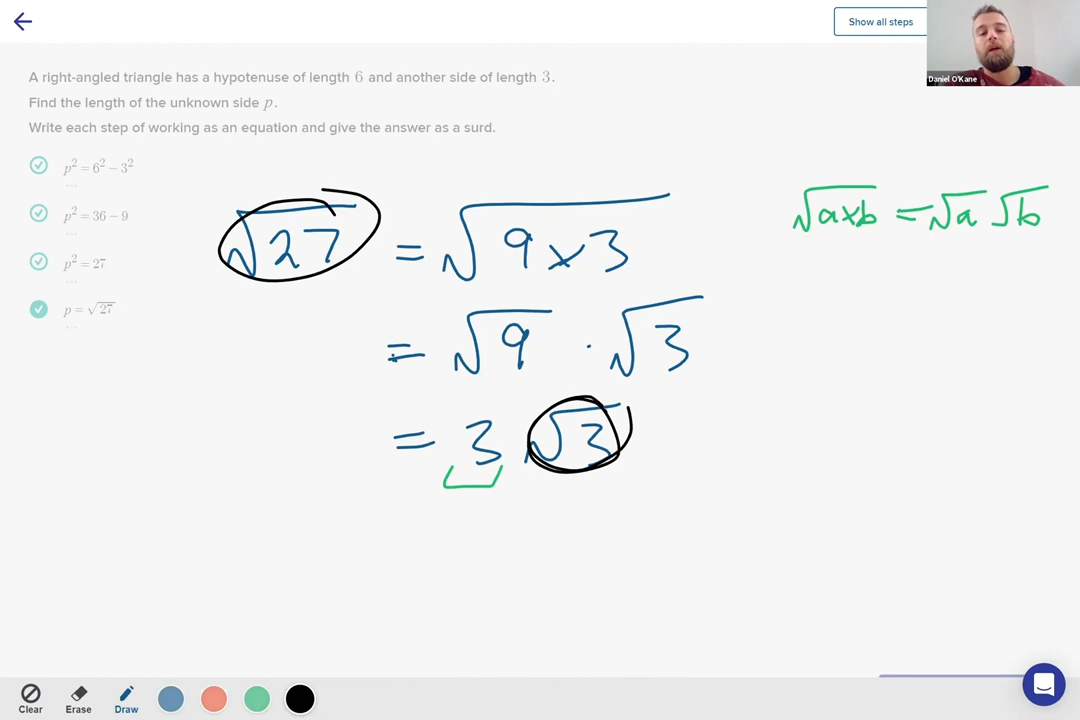 Show all steps
Daniel O'Kane
A right-angled triangle has a hypotenuse of length 6 and another side of length 3.
Find the length of the unknown side p.
Write each step of working as an equation and give the answer as a surd.
p² = 6² − 3²
...
p² = 36 − 9
...
p² = 27
...
p = √27
...
√27 = √9 × 3
= √9 · √3
= 3 √3
√a×b = √a √b
Clear
Erase
Draw